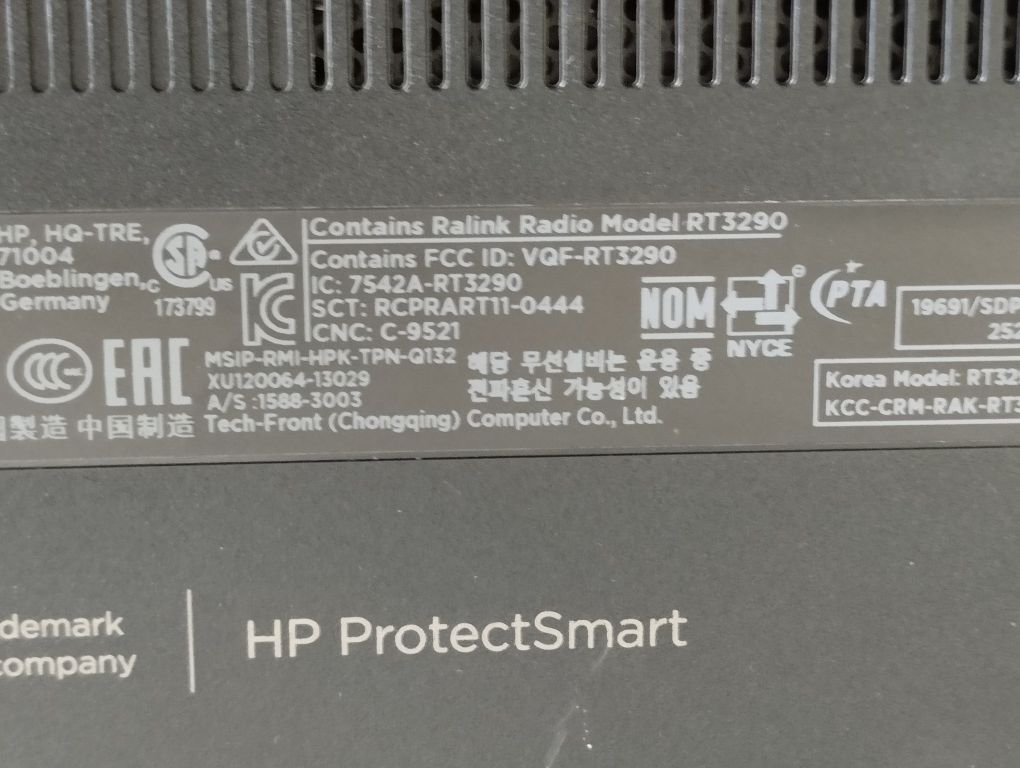 HP, HQ-TRE,
71004
Boeblingen,
Germany
C US
173799
Contains Ralink Radio Model RT3290
Contains FCC ID: VQF-RT3290
IC: 7542A-RT3290
SCT: RCPRART11-0444
CNC: C-9521
NOM
NYCE
PTA
19691/SDP
252
EAC
MSIP-RMI-HPK-TPN-Q132
XU120064-13029
A/S :1588-3003
해당 무선설비는 운용 중
전파혼신 가능성이 있음
Korea Model: RT329
KCC-CRM-RAK-RT3
製造 中国制造
Tech-Front (Chongqing) Computer Co., Ltd.
demark
company
HP ProtectSmart